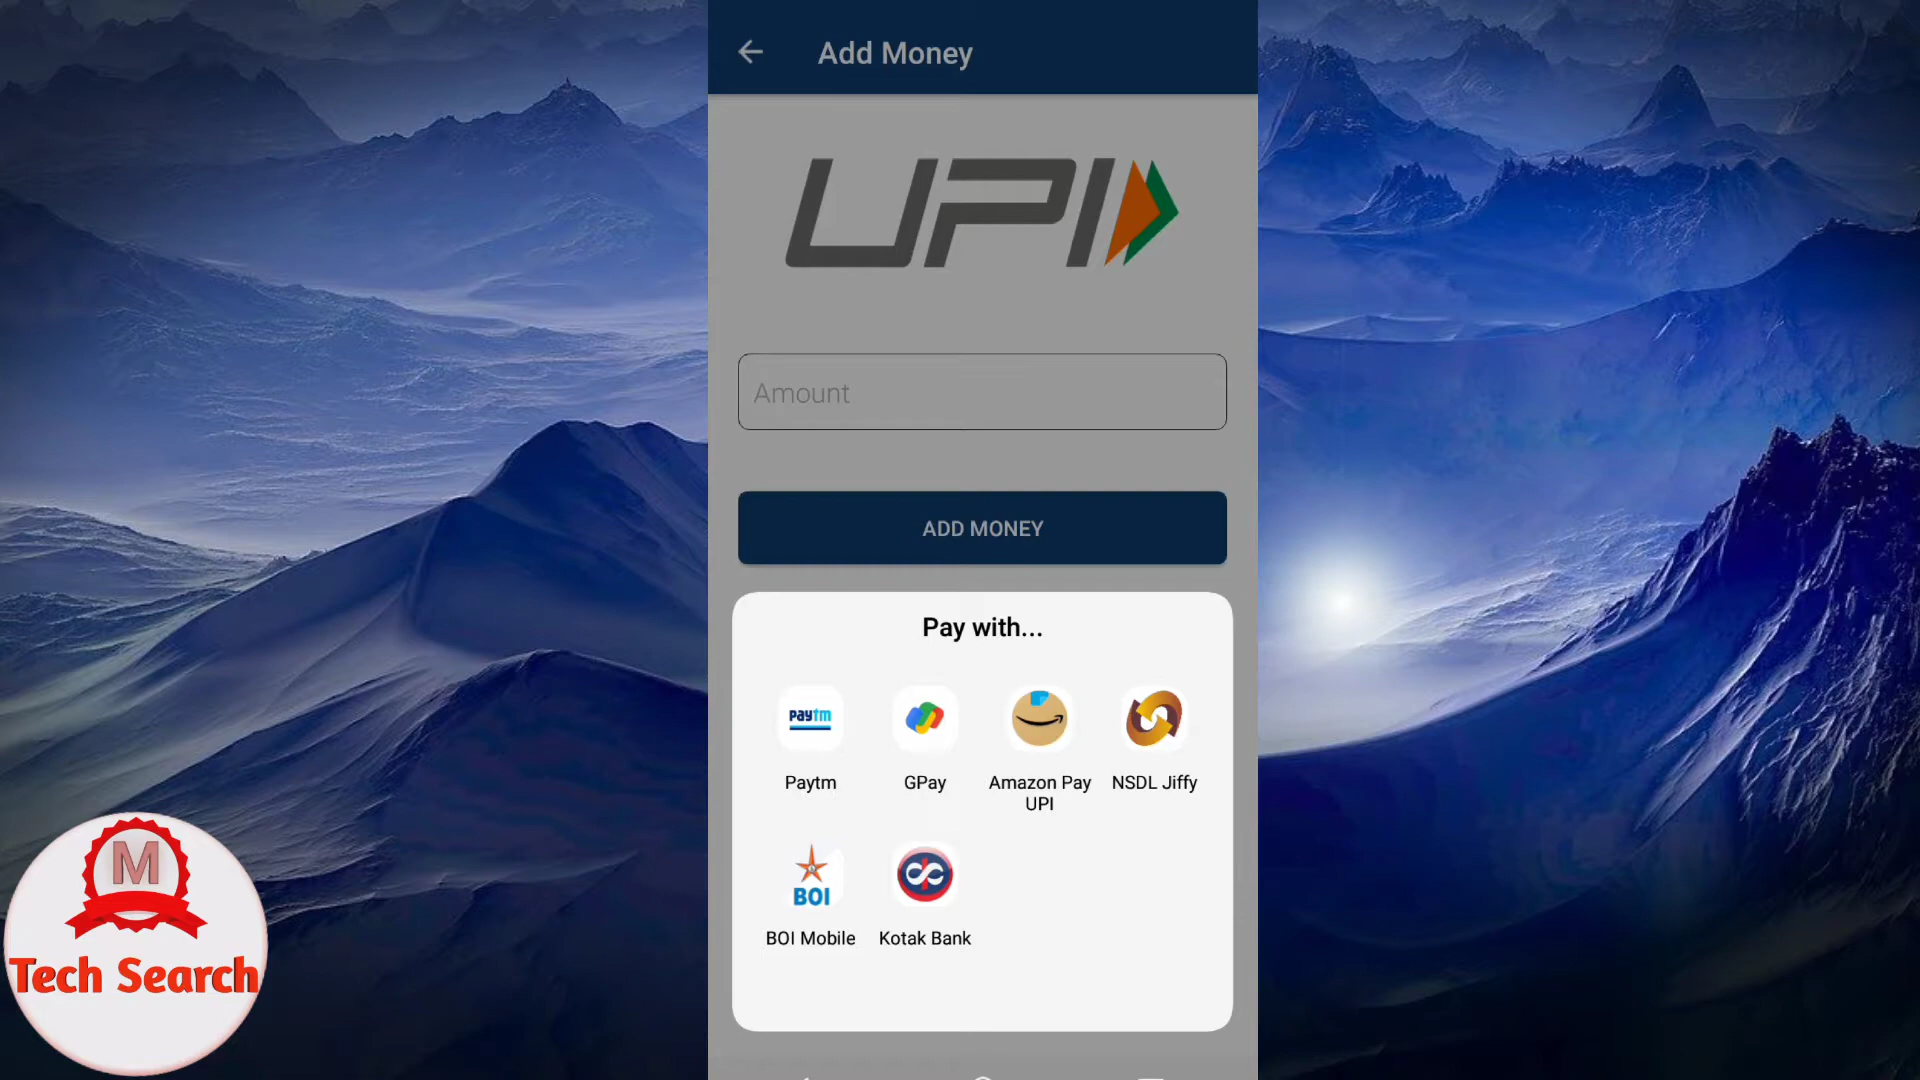 Add Money
UPI
Amount
ADD MONEY
Pay with...
paytm
Paytm
GPay
Amazon Pay
UPI
NSDL Jiffy
BOI
BOI Mobile
Kotak Bank
M
Tech Search